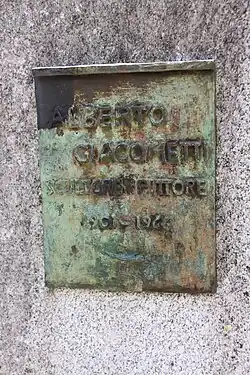 ALBERTO
GIACOMETTI
SCULTORE PITTORE
1901 1966